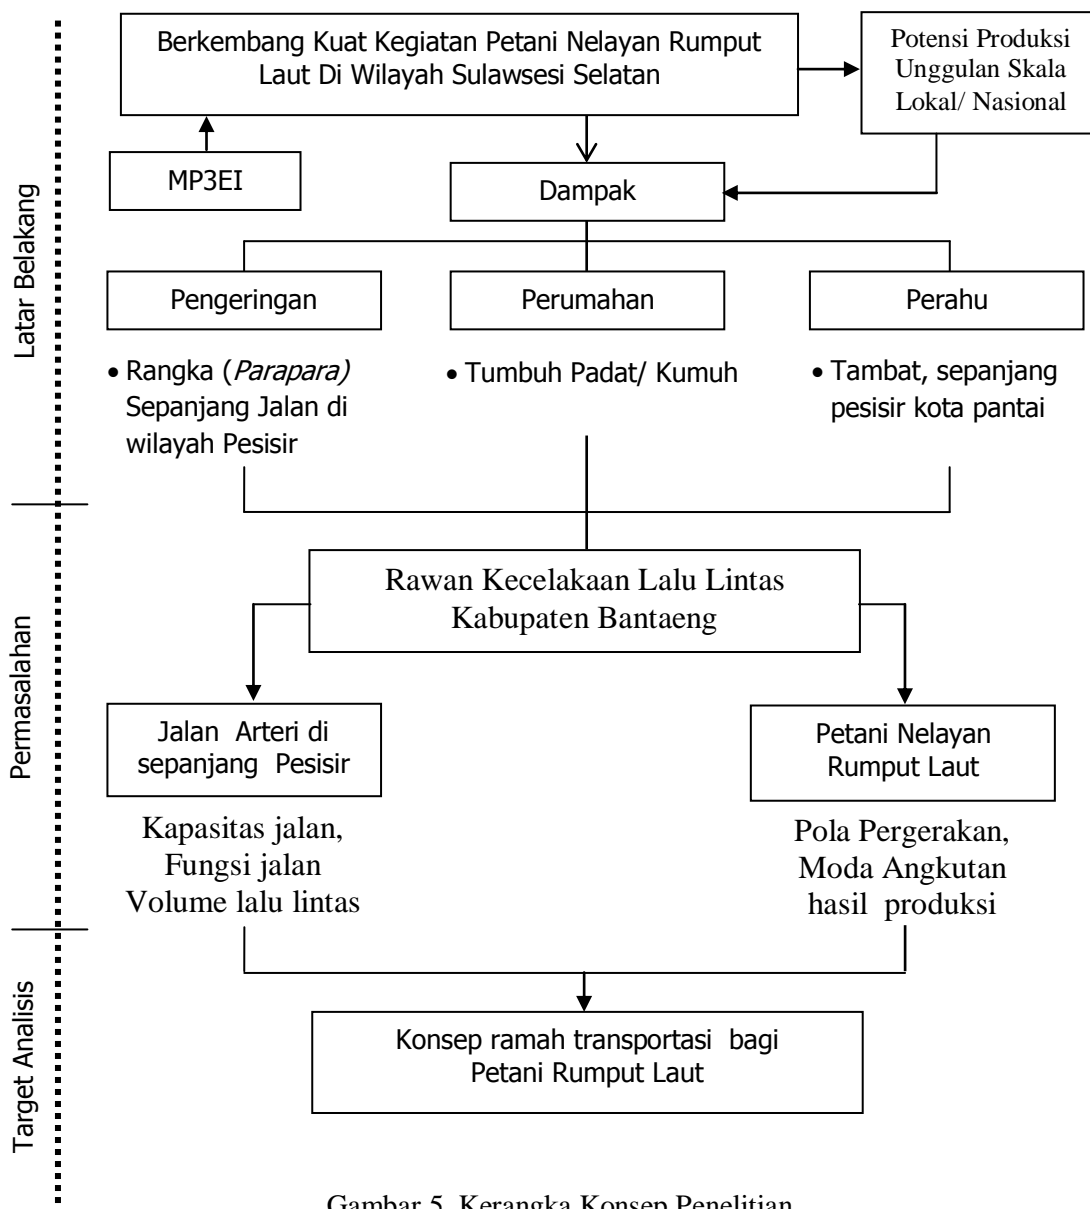 Berkembang Kuat Kegiatan Petani Nelayan Rumput
Laut Di Wilayah Sulawsesi Selatan
Potensi Produksi
Unggulan Skala
Lokal/ Nasional
MP3EI
Dampak
Latar Belakang
Pengeringan
Perumahan
Perahu
• Rangka (Parapara)
Sepanjang Jalan di
wilayah Pesisir
• Tumbuh Padat/ Kumuh
• Tambat, sepanjang
pesisir kota pantai
Permasalahan
Rawan Kecelakaan Lalu Lintas
Kabupaten Bantaeng
Jalan Arteri di
sepanjang Pesisir
Petani Nelayan
Rumput Laut
Kapasitas jalan,
Fungsi jalan
Volume lalu lintas
Pola Pergerakan,
Moda Angkutan
hasil produksi
Target Analisis
Konsep ramah transportasi bagi
Petani Rumput Laut
Gambar 5. Kerangka Konsep Penelitian